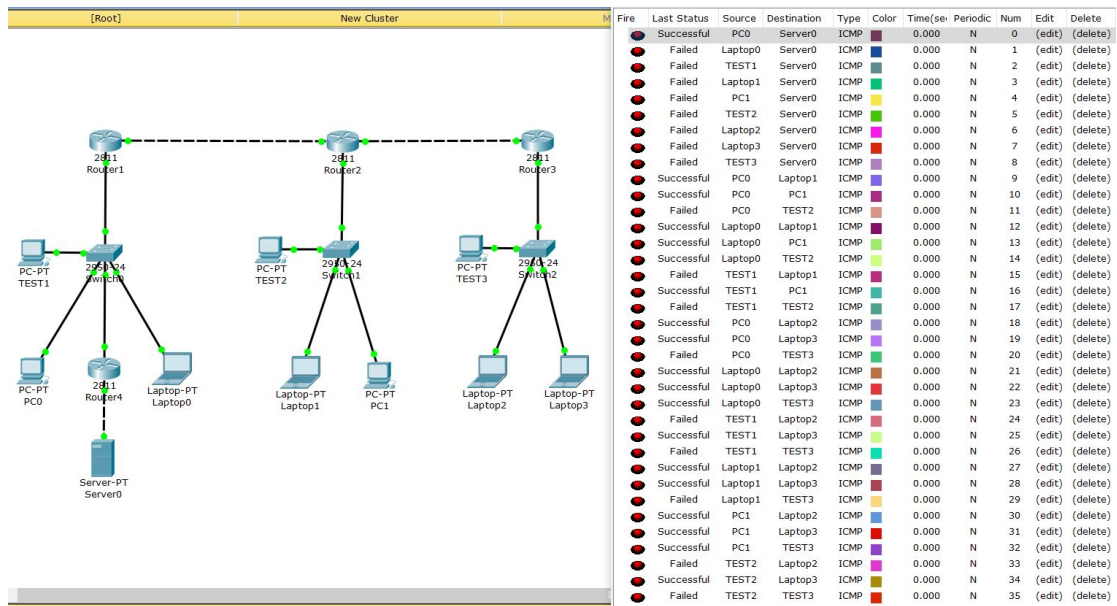 [Root] New Cluster M
2811
Router1
2811
Router2
2811
Router3
PC-PT
TEST1
2950-24
Switch0
PC-PT
TEST2
2950-24
Switch1
PC-PT
TEST3
2950-24
Switch2
PC-PT
PC0
2811
Router4
Laptop-PT
Laptop0
Laptop-PT
Laptop1
PC-PT
PC1
Laptop-PT
Laptop2
Laptop-PT
Laptop3
Server-PT
Server0
Fire Last Status Source Destination Type Color Time(sec Periodic Num Edit Delete
Successful PC0 Server0 ICMP 0.000 N 0 (edit) (delete)
Failed Laptop0 Server0 ICMP 0.000 N 1 (edit) (delete)
Failed TEST1 Server0 ICMP 0.000 N 2 (edit) (delete)
Failed Laptop1 Server0 ICMP 0.000 N 3 (edit) (delete)
Failed PC1 Server0 ICMP 0.000 N 4 (edit) (delete)
Failed TEST2 Server0 ICMP 0.000 N 5 (edit) (delete)
Failed Laptop2 Server0 ICMP 0.000 N 6 (edit) (delete)
Failed Laptop3 Server0 ICMP 0.000 N 7 (edit) (delete)
Failed TEST3 Server0 ICMP 0.000 N 8 (edit) (delete)
Successful PC0 Laptop1 ICMP 0.000 N 9 (edit) (delete)
Successful PC0 PC1 ICMP 0.000 N 10 (edit) (delete)
Failed PC0 TEST2 ICMP 0.000 N 11 (edit) (delete)
Successful Laptop0 Laptop1 ICMP 0.000 N 12 (edit) (delete)
Successful Laptop0 PC1 ICMP 0.000 N 13 (edit) (delete)
Successful Laptop0 TEST2 ICMP 0.000 N 14 (edit) (delete)
Failed TEST1 Laptop1 ICMP 0.000 N 15 (edit) (delete)
Successful TEST1 PC1 ICMP 0.000 N 16 (edit) (delete)
Failed TEST1 TEST2 ICMP 0.000 N 17 (edit) (delete)
Successful PC0 Laptop2 ICMP 0.000 N 18 (edit) (delete)
Successful PC0 Laptop3 ICMP 0.000 N 19 (edit) (delete)
Failed PC0 TEST3 ICMP 0.000 N 20 (edit) (delete)
Successful Laptop0 Laptop2 ICMP 0.000 N 21 (edit) (delete)
Successful Laptop0 Laptop3 ICMP 0.000 N 22 (edit) (delete)
Successful Laptop0 TEST3 ICMP 0.000 N 23 (edit) (delete)
Failed TEST1 Laptop2 ICMP 0.000 N 24 (edit) (delete)
Successful TEST1 Laptop3 ICMP 0.000 N 25 (edit) (delete)
Failed TEST1 TEST3 ICMP 0.000 N 26 (edit) (delete)
Successful Laptop1 Laptop2 ICMP 0.000 N 27 (edit) (delete)
Successful Laptop1 Laptop3 ICMP 0.000 N 28 (edit) (delete)
Failed Laptop1 TEST3 ICMP 0.000 N 29 (edit) (delete)
Successful PC1 Laptop2 ICMP 0.000 N 30 (edit) (delete)
Successful PC1 Laptop3 ICMP 0.000 N 31 (edit) (delete)
Successful PC1 TEST3 ICMP 0.000 N 32 (edit) (delete)
Failed TEST2 Laptop2 ICMP 0.000 N 33 (edit) (delete)
Successful TEST2 Laptop3 ICMP 0.000 N 34 (edit) (delete)
Failed TEST2 TEST3 ICMP 0.000 N 35 (edit) (delete)